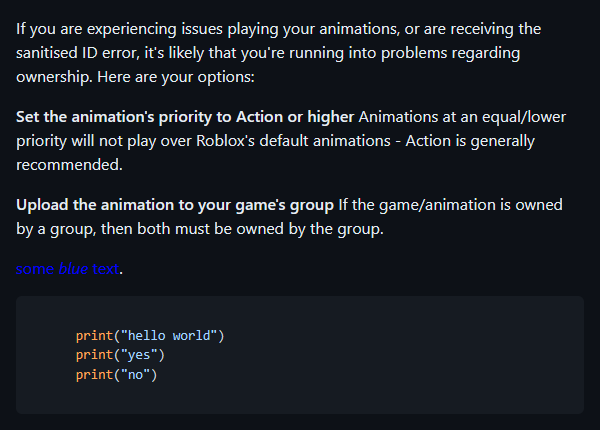 If you are experiencing issues playing your animations, or are receiving the
sanitised ID error, it's likely that you're running into problems regarding
ownership. Here are your options:
Set the animation's priority to Action or higher Animations at an equal/lower
priority will not play over Roblox's default animations - Action is generally
recommended.
Upload the animation to your game's group If the game/animation is owned
by a group, then both must be owned by the group.
some blue text.
print("hello world")
print("yes")
print("no")